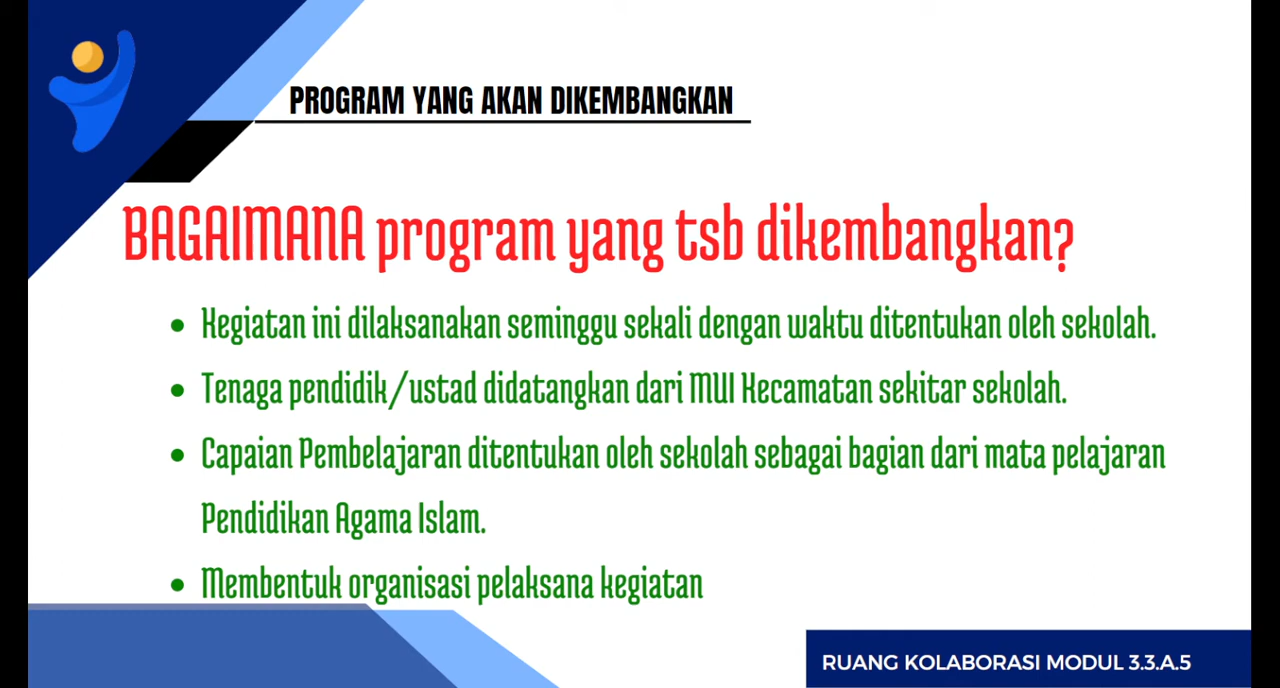 PROGRAM YANG AKAN DIKEMBANGKAN
BAGAIMANA program yang tsb dikembangkan?
• Kegiatan ini dilaksanakan seminggu sekali dengan waktu ditentukan oleh sekolah.
• Tenaga pendidik/ustad didatangkan dari MUI Kecamatan sekitar sekolah.
• Capaian Pembelajaran ditentukan oleh sekolah sebagai bagian dari mata pelajaran
Pendidikan Agama Islam.
• Membentuk organisasi pelaksana kegiatan
RUANG KOLABORASI MODUL 3.3.A.5